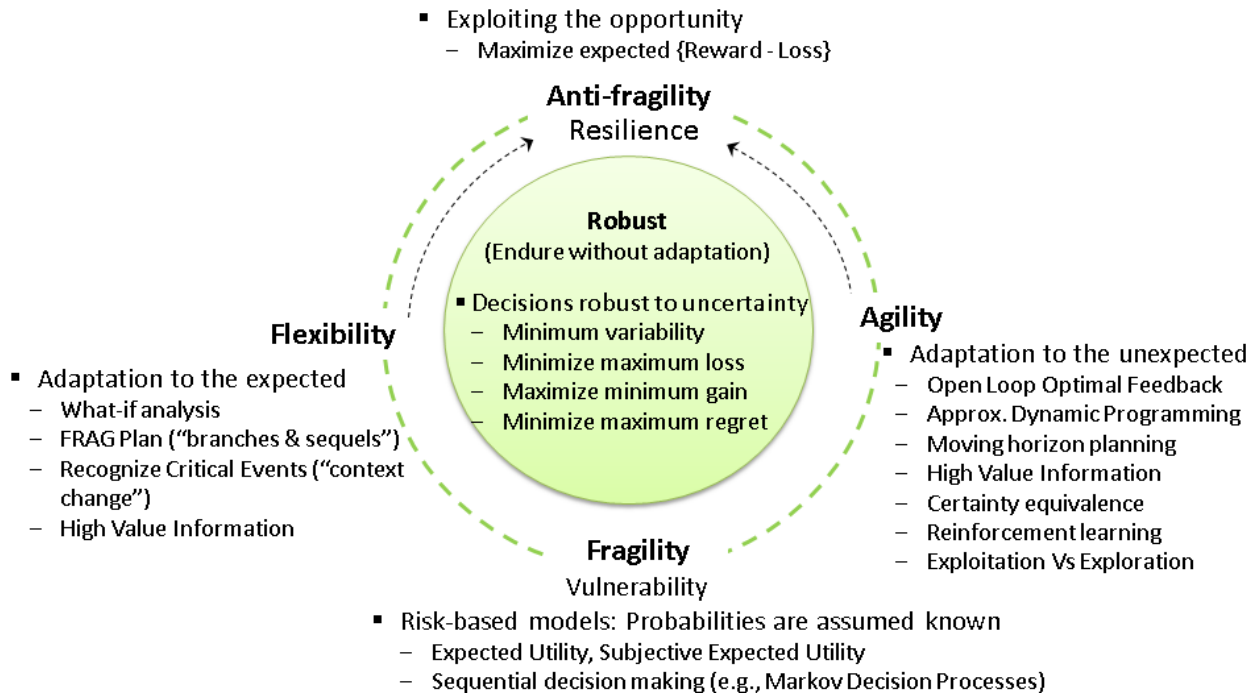 ▪ Exploiting the opportunity
– Maximize expected {Reward - Loss}
Anti-fragility
Resilience
Robust
(Endure without adaptation)
▪ Decisions robust to uncertainty
– Minimum variability
– Minimize maximum loss
– Maximize minimum gain
– Minimize maximum regret
Flexibility
▪ Adaptation to the expected
– What-if analysis
– FRAG Plan (“branches & sequels”)
– Recognize Critical Events (“context
change”)
– High Value Information
Agility
▪ Adaptation to the unexpected
– Open Loop Optimal Feedback
– Approx. Dynamic Programming
– Moving horizon planning
– High Value Information
– Certainty equivalence
– Reinforcement learning
– Exploitation Vs Exploration
Fragility
Vulnerability
▪ Risk-based models: Probabilities are assumed known
– Expected Utility, Subjective Expected Utility
– Sequential decision making (e.g., Markov Decision Processes)